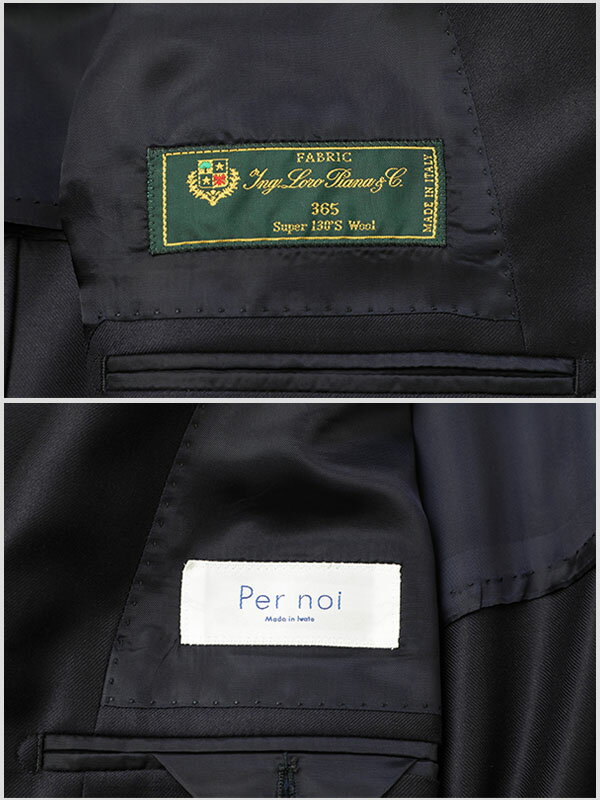 FABRIC
Ing. Loro Piana & C.
365
Super 130'S Wool
MADE IN ITALY
Per noi
Made in Iwate